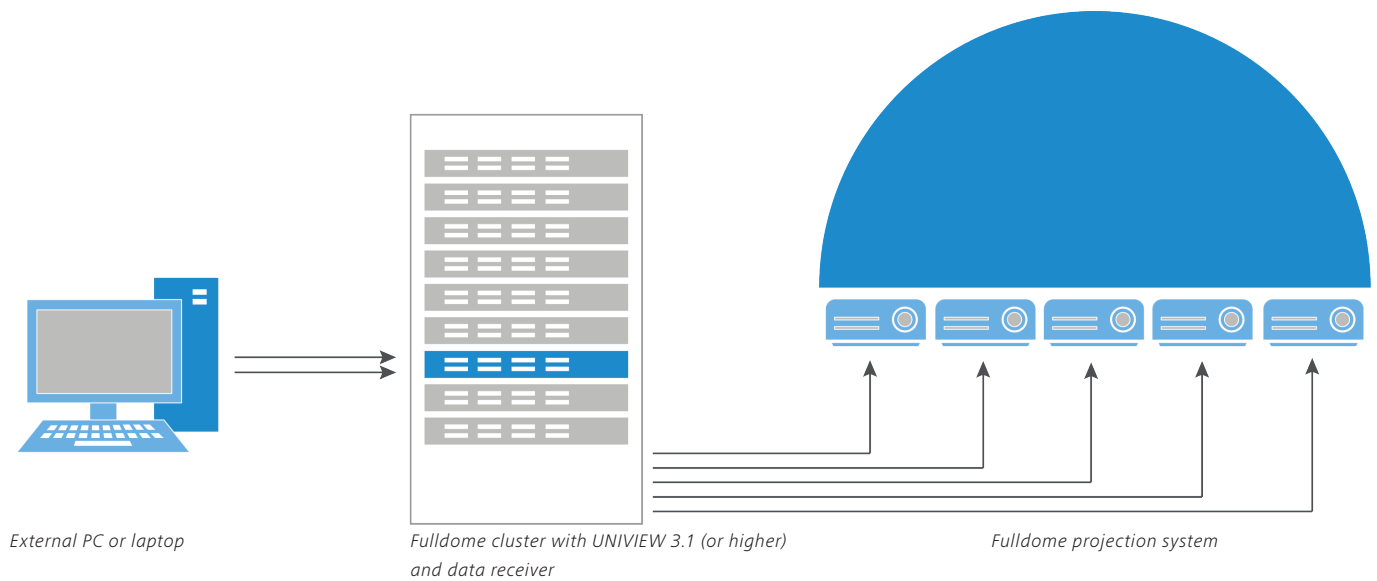 External PC or laptop
Fulldome cluster with UNIVIEW 3.1 (or higher)
and data receiver
Fulldome projection system